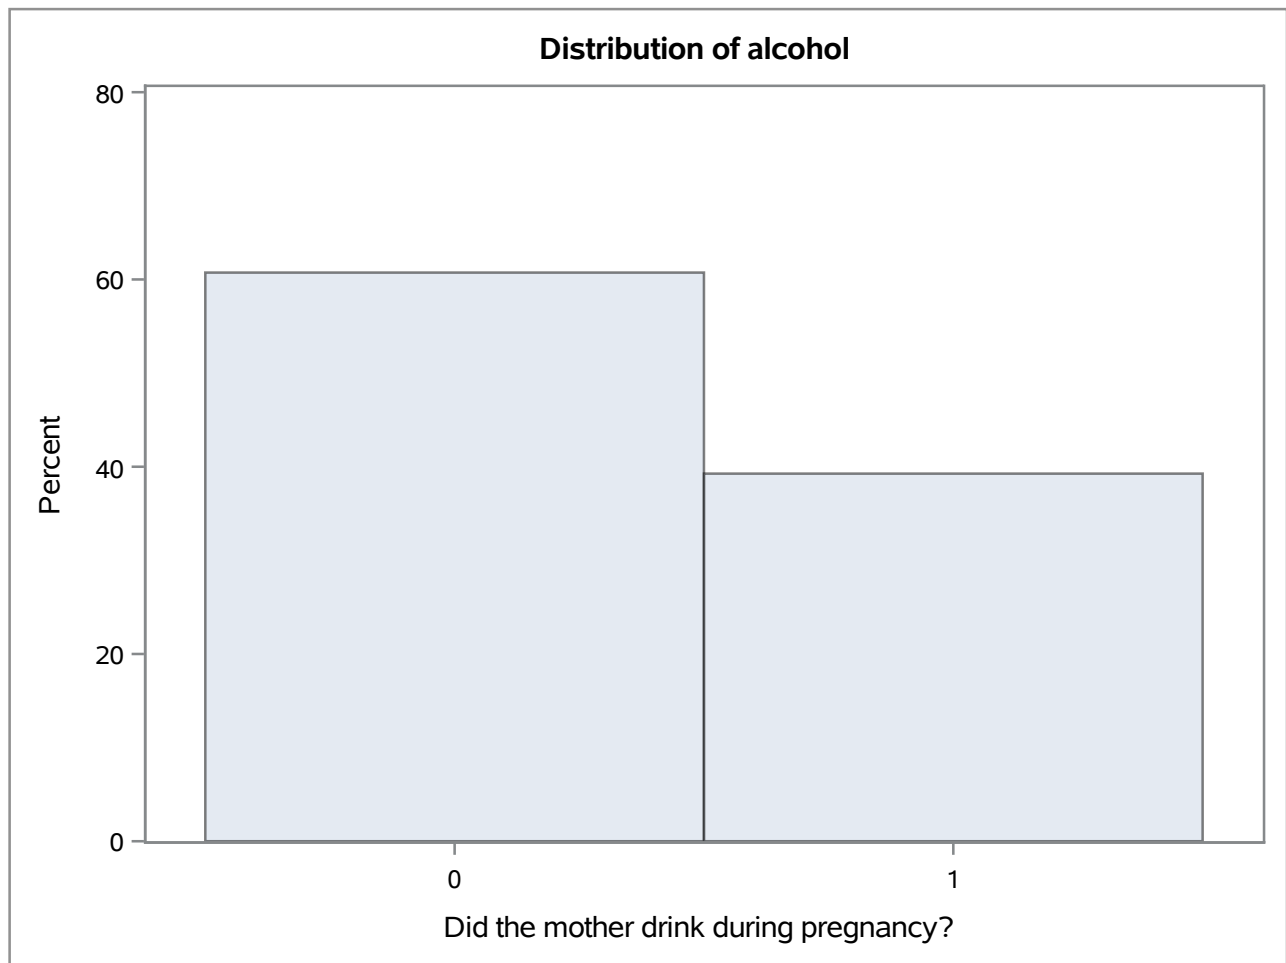 Distribution of alcohol
80
60
40
20
0
Percent
0 1
Did the mother drink during pregnancy?